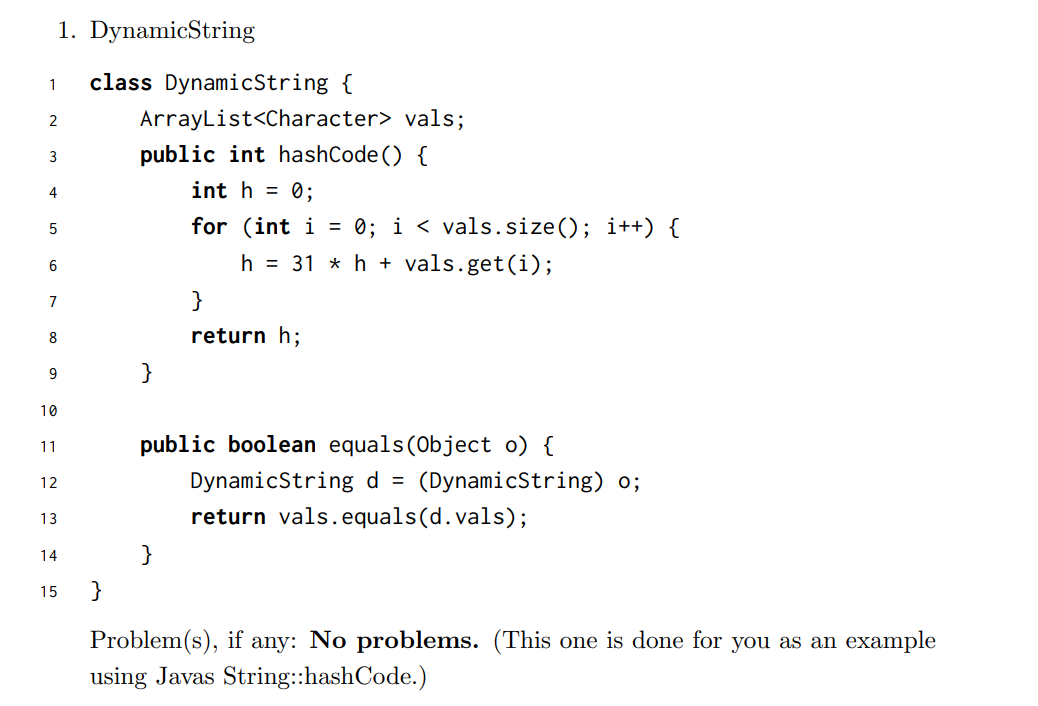 1. DynamicString
1 class DynamicString {
2     ArrayList<Character> vals;
3     public int hashCode() {
4         int h = 0;
5         for (int i = 0; i < vals.size(); i++) {
6             h = 31 * h + vals.get(i);
7         }
8         return h;
9     }
10
11     public boolean equals(Object o) {
12         DynamicString d = (DynamicString) o;
13         return vals.equals(d.vals);
14     }
15 }
Problem(s), if any: No problems. (This one is done for you as an example
using Javas String::hashCode.)